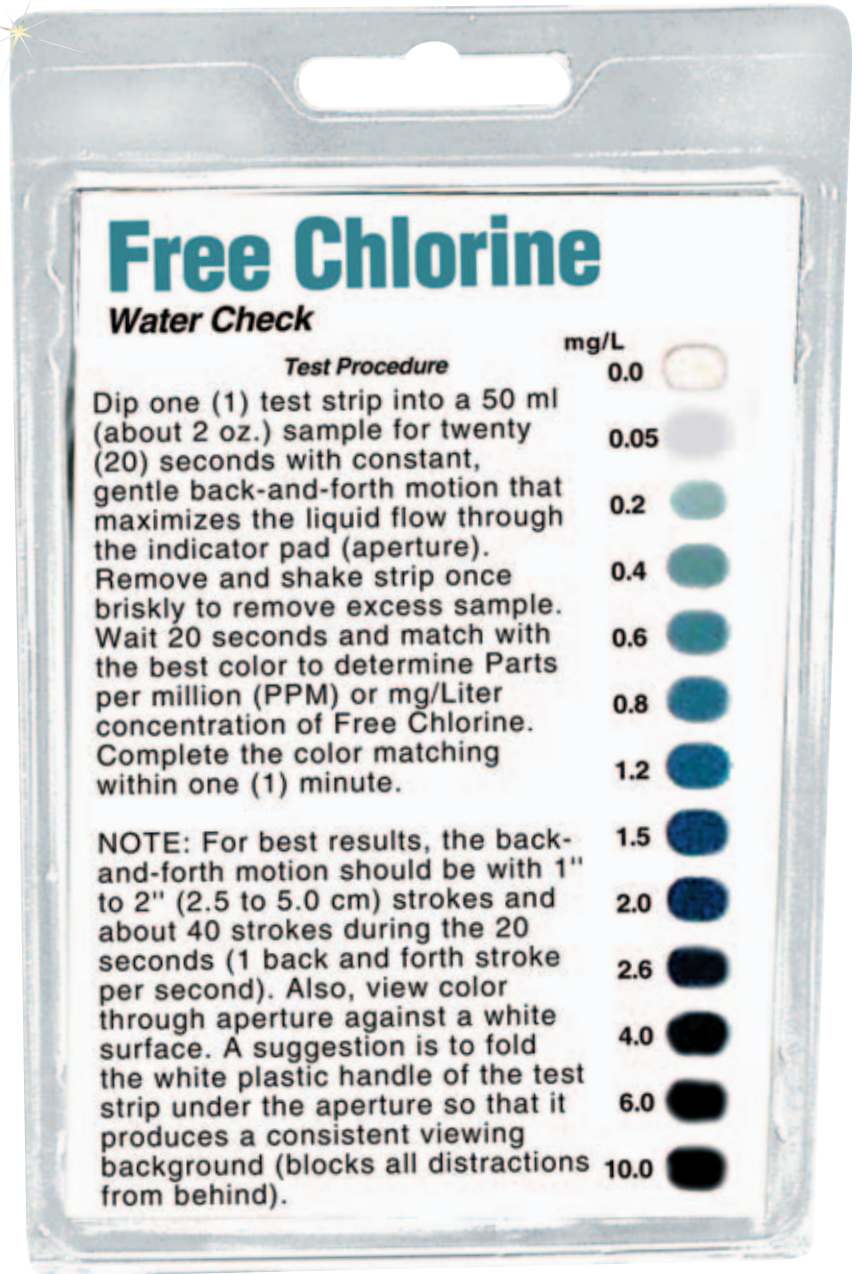 Free Chlorine
Water Check
Test Procedure
Dip one (1) test strip into a 50 ml
(about 2 oz.) sample for twenty
(20) seconds with constant,
gentle back-and-forth motion that
maximizes the liquid flow through
the indicator pad (aperture).
Remove and shake strip once
briskly to remove excess sample.
Wait 20 seconds and match with
the best color to determine Parts
per million (PPM) or mg/Liter
concentration of Free Chlorine.
Complete the color matching
within one (1) minute.
NOTE: For best results, the back-
and-forth motion should be with 1"
to 2" (2.5 to 5.0 cm) strokes and
about 40 strokes during the 20
seconds (1 back and forth stroke
per second). Also, view color
through aperture against a white
surface. A suggestion is to fold
the white plastic handle of the test
strip under the aperture so that it
produces a consistent viewing
background (blocks all distractions
from behind).
mg/L
0.0
0.05
0.2
0.4
0.6
0.8
1.2
1.5
2.0
2.6
4.0
6.0
10.0